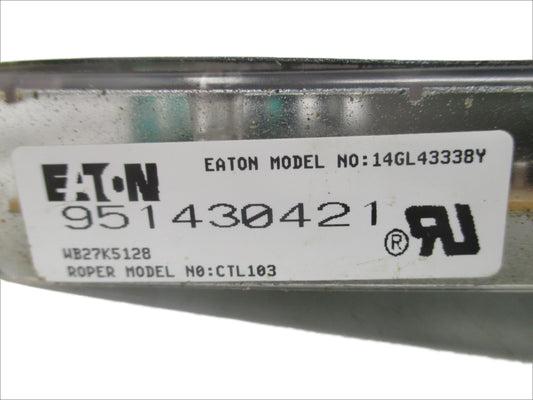 EATON MODEL NO:14GL43338Y
EATON
951430421
®
WB27K5128
ROPER MODEL NO:CTL103